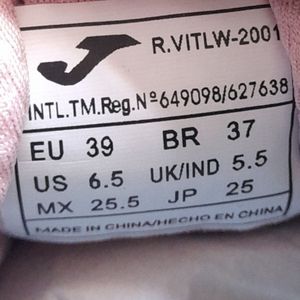 R.VITLW-2001
INTL.TM.Reg.Nº649098/627638
EU 39 BR 37
US 6.5 UK/IND 5.5
MX 25.5 JP 25
MADE IN CHINA/HECHO EN CHINA